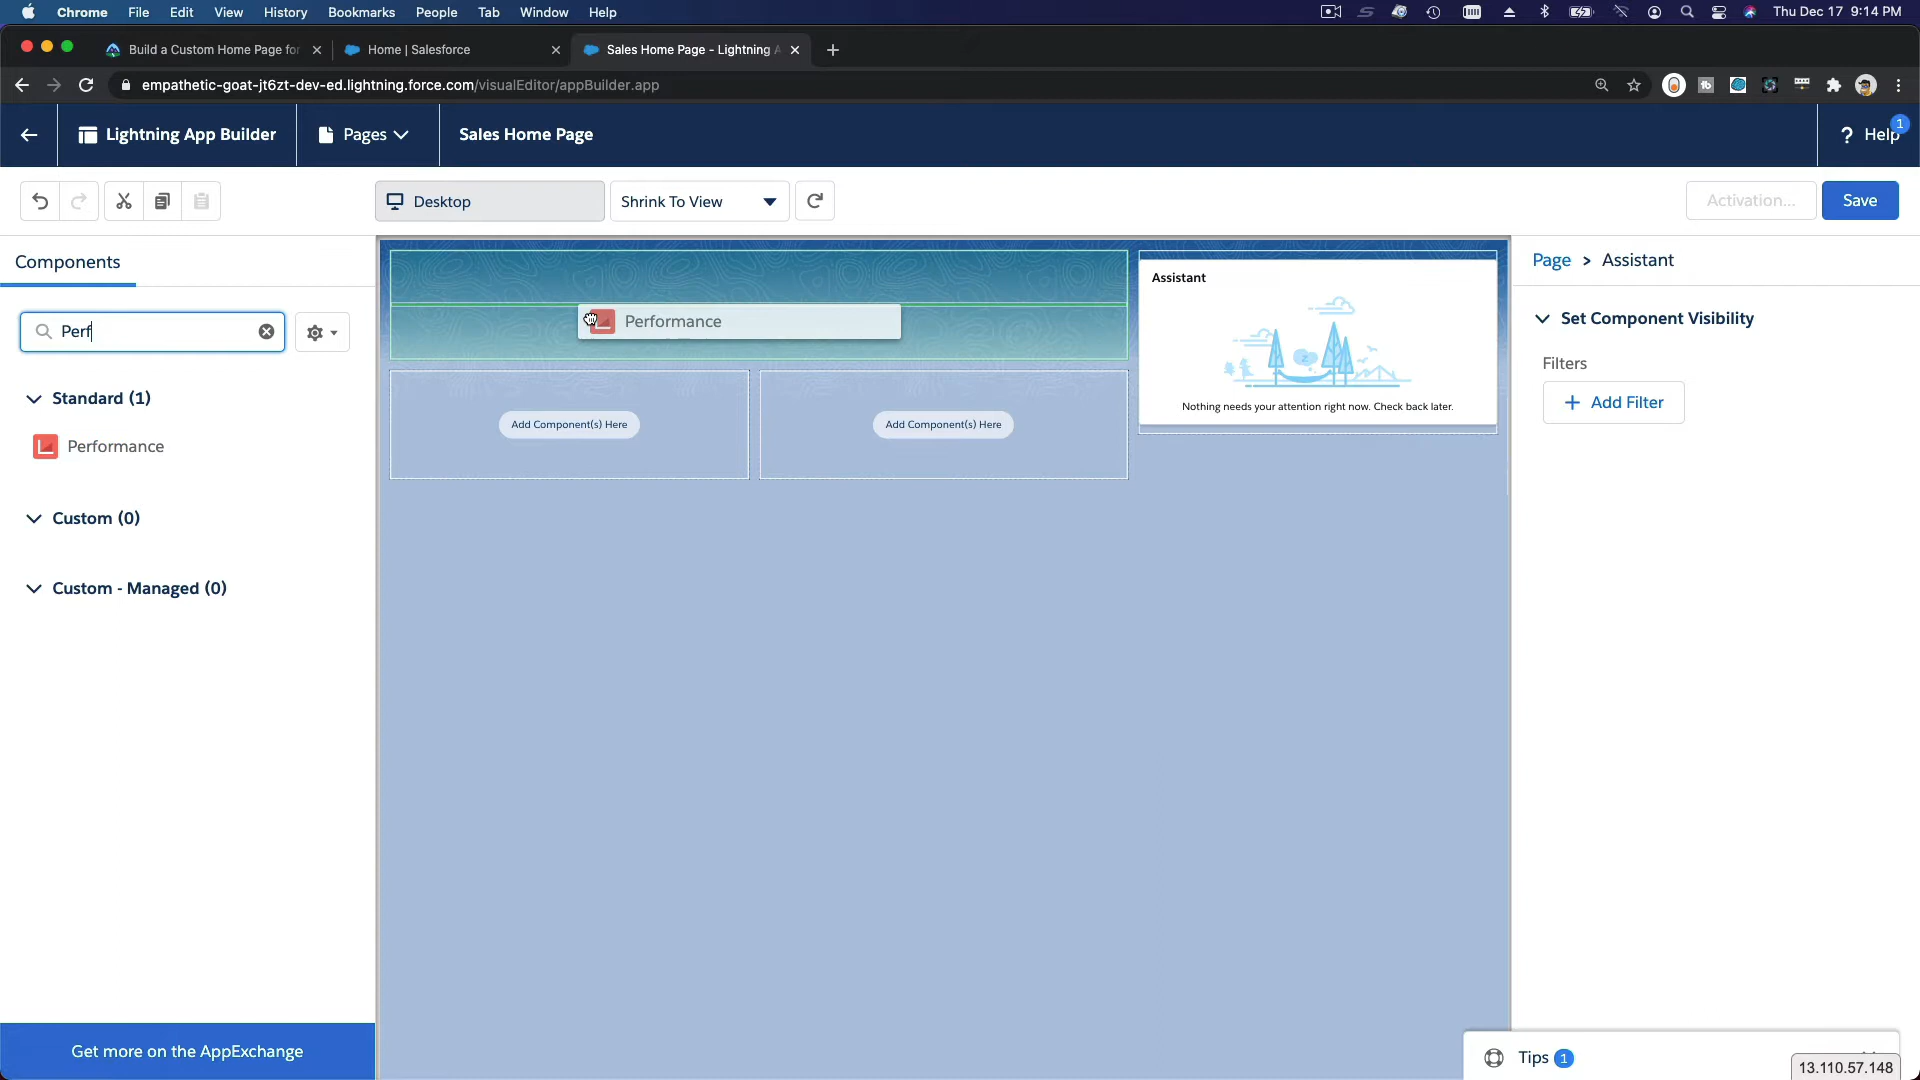 Chrome File Edit View History Bookmarks People Tab Window Help Thu Dec 17 9:14 PM
Build a Custom Home Page for Home | Salesforce Sales Home Page - Lightning A
empathetic-goat-jt6zt-dev-ed.lightning.force.com/visualEditor/appBuilder.app
Lightning App Builder Pages Sales Home Page ? Help 1
Desktop Shrink To View Activation... Save
Components
Perf
Standard (1)
Performance
Custom (0)
Custom - Managed (0)
Get more on the AppExchange
Performance
Add Component(s) Here Add Component(s) Here
Assistant
z
Nothing needs your attention right now. Check back later.
Page > Assistant
Set Component Visibility
Filters
+ Add Filter
Tips 1
13.110.57.148